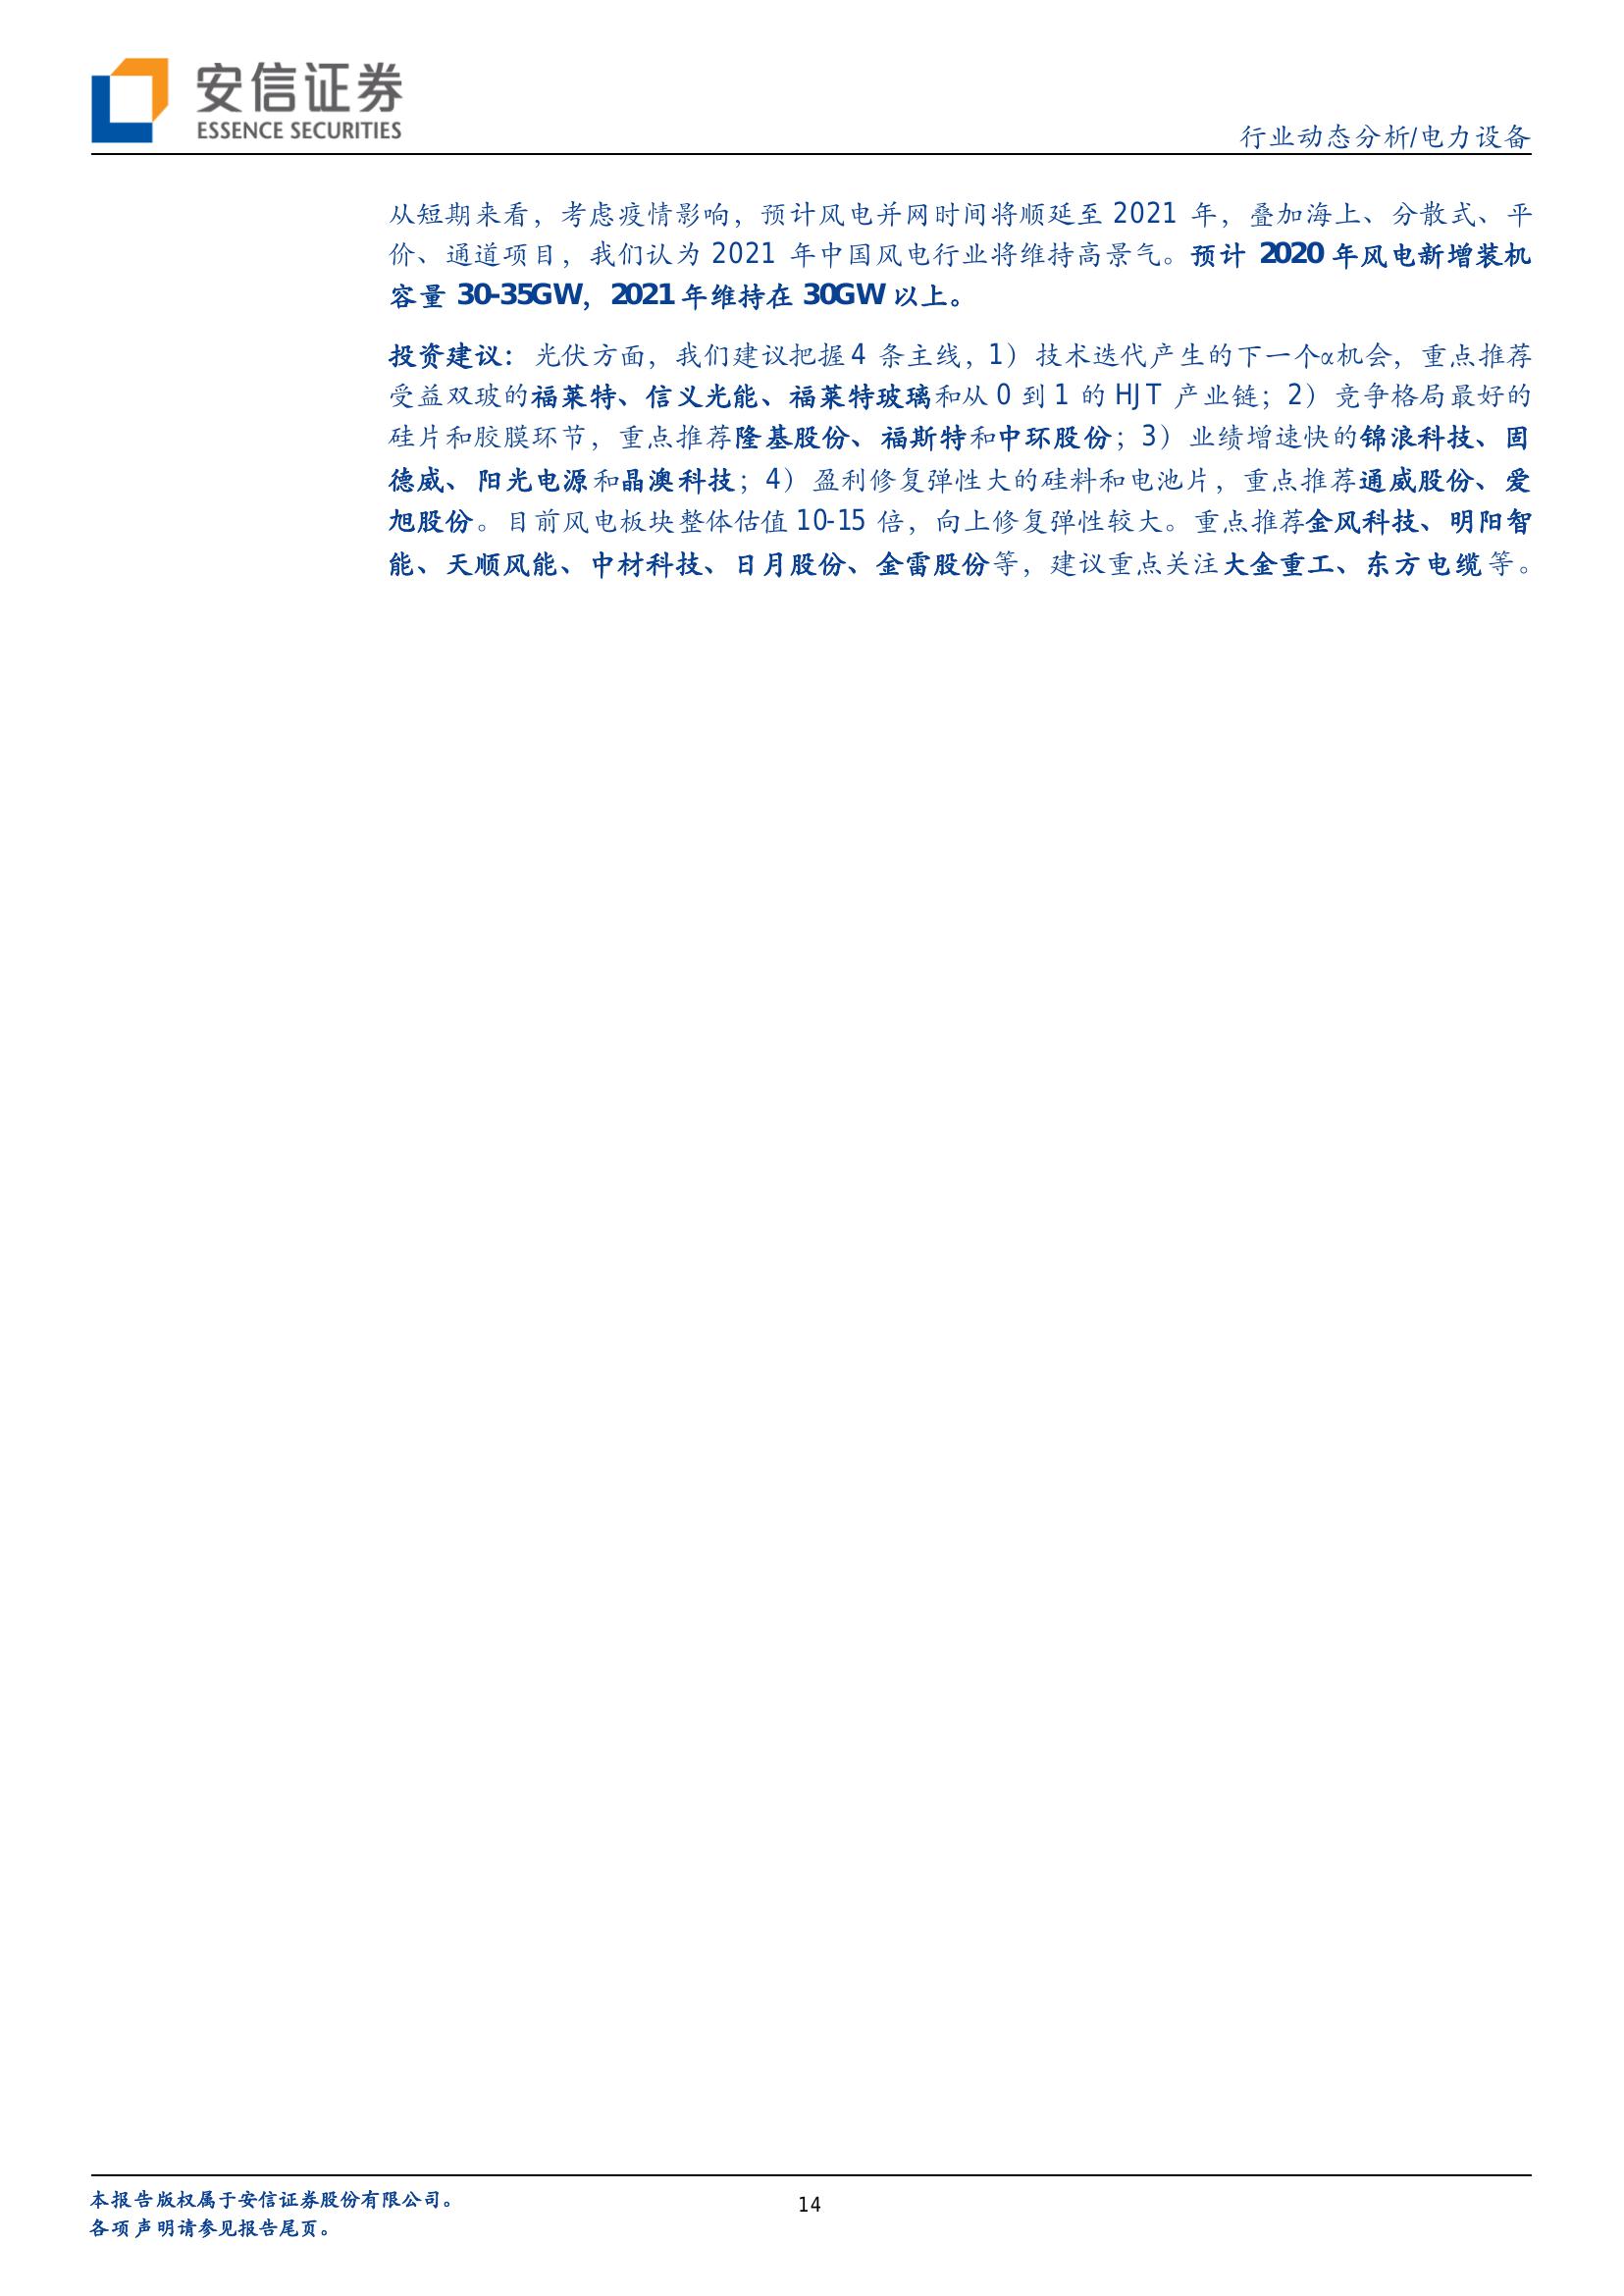 安信证券
ESSENCE SECURITIES
行业动态分析/电力设备
从短期来看，考虑疫情影响，预计风电并网时间将顺延至 2021 年，叠加海上、分散式、平
价、通道项目，我们认为 2021 年中国风电行业将维持高景气。预计 2020 年风电新增装机
容量 30-35GW，2021 年维持在 30GW 以上。
投资建议：光伏方面，我们建议把握 4 条主线，1）技术迭代产生的下一个α机会，重点推荐
受益双玻的福莱特、信义光能、福莱特玻璃和从 0 到 1 的 HJT 产业链；2）竞争格局最好的
硅片和胶膜环节，重点推荐隆基股份、福斯特和中环股份；3）业绩增速快的锦浪科技、固
德威、阳光电源和晶澳科技；4）盈利修复弹性大的硅料和电池片，重点推荐通威股份、爱
旭股份。目前风电板块整体估值 10-15 倍，向上修复弹性较大。重点推荐金风科技、明阳智
能、天顺风能、中材科技、日月股份、金雷股份等，建议重点关注大金重工、东方电缆等。
本报告版权属于安信证券股份有限公司。
14
各项声明请参见报告尾页。